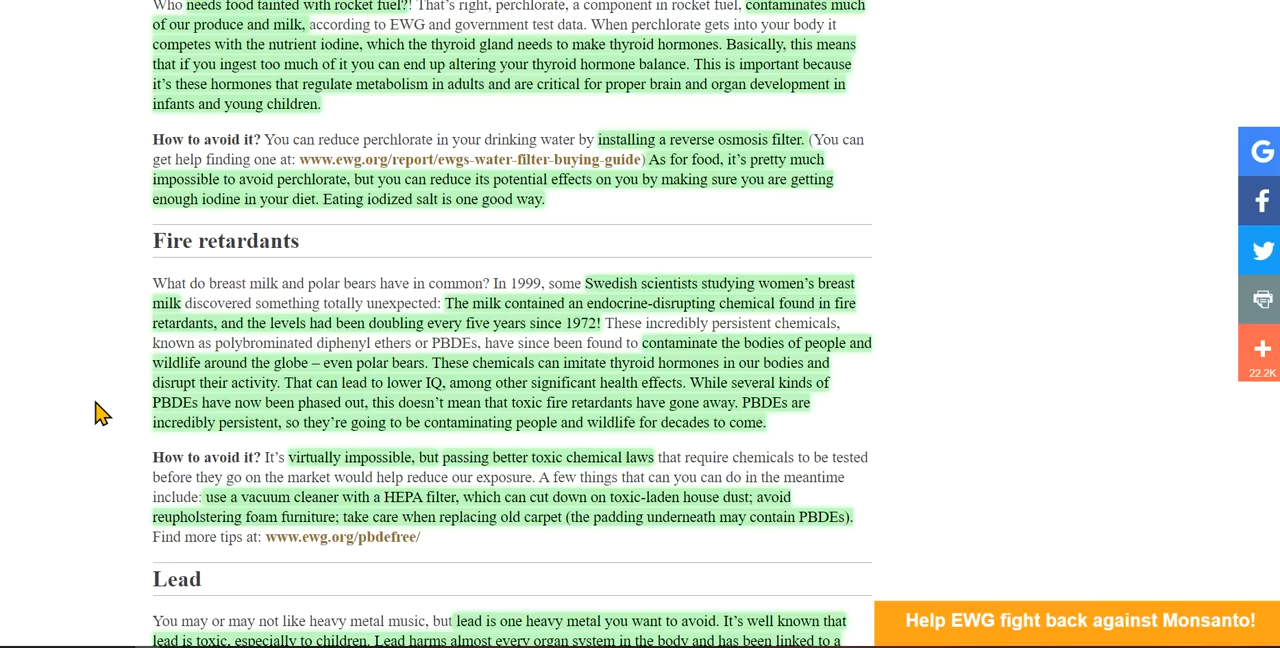 Who needs food tainted with rocket fuel?! That's right, perchlorate, a component in rocket fuel, contaminates much
of our produce and milk, according to EWG and government test data. When perchlorate gets into your body it
competes with the nutrient iodine, which the thyroid gland needs to make thyroid hormones. Basically, this means
that if you ingest too much of it you can end up altering your thyroid hormone balance. This is important because
it's these hormones that regulate metabolism in adults and are critical for proper brain and organ development in
infants and young children.
How to avoid it? You can reduce perchlorate in your drinking water by installing a reverse osmosis filter. (You can
get help finding one at: www.ewg.org/report/ewgs-water-filter-buying-guide) As for food, it's pretty much
impossible to avoid perchlorate, but you can reduce its potential effects on you by making sure you are getting
enough iodine in your diet. Eating iodized salt is one good way.
Fire retardants
What do breast milk and polar bears have in common? In 1999, some Swedish scientists studying women's breast
milk discovered something totally unexpected: The milk contained an endocrine-disrupting chemical found in fire
retardants, and the levels had been doubling every five years since 1972! These incredibly persistent chemicals,
known as polybrominated diphenyl ethers or PBDEs, have since been found to contaminate the bodies of people and
wildlife around the globe – even polar bears. These chemicals can imitate thyroid hormones in our bodies and
disrupt their activity. That can lead to lower IQ, among other significant health effects. While several kinds of
PBDEs have now been phased out, this doesn't mean that toxic fire retardants have gone away. PBDEs are
incredibly persistent, so they're going to be contaminating people and wildlife for decades to come.
How to avoid it? It's virtually impossible, but passing better toxic chemical laws that require chemicals to be tested
before they go on the market would help reduce our exposure. A few things that can you can do in the meantime
include: use a vacuum cleaner with a HEPA filter, which can cut down on toxic-laden house dust; avoid
reupholstering foam furniture; take care when replacing old carpet (the padding underneath may contain PBDEs).
Find more tips at: www.ewg.org/pbdefree/
Lead
You may or may not like heavy metal music, but lead is one heavy metal you want to avoid. It's well known that
lead is toxic, especially to children. Lead harms almost every organ system in the body and has been linked to a
22.2K
Help EWG fight back against Monsanto!